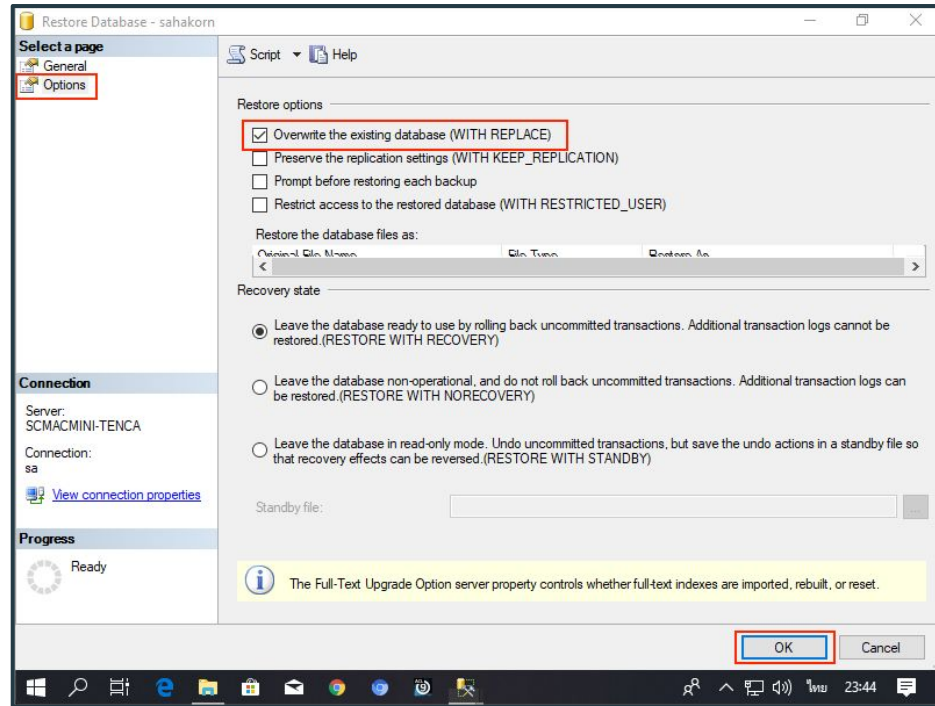 Restore Database - sahakorn
Select a page
General
Options
Script
Help
Restore options
Overwrite the existing database (WITH REPLACE)
Preserve the replication settings (WITH KEEP_REPLICATION)
Prompt before restoring each backup
Restrict access to the restored database (WITH RESTRICTED_USER)
Restore the database files as:
Original File Name File Type Restore As
Recovery state
Leave the database ready to use by rolling back uncommitted transactions. Additional transaction logs cannot be
restored.(RESTORE WITH RECOVERY)
Leave the database non-operational, and do not roll back uncommitted transactions. Additional transaction logs can
be restored.(RESTORE WITH NORECOVERY)
Leave the database in read-only mode. Undo uncommitted transactions, but save the undo actions in a standby file so
that recovery effects can be reversed.(RESTORE WITH STANDBY)
Standby file:
...
Connection
Server:
SCMACMINI-TENCA
Connection:
sa
View connection properties
Progress
Ready
The Full-Text Upgrade Option server property controls whether full-text indexes are imported, rebuilt, or reset.
OK
Cancel
ไทย
23:44